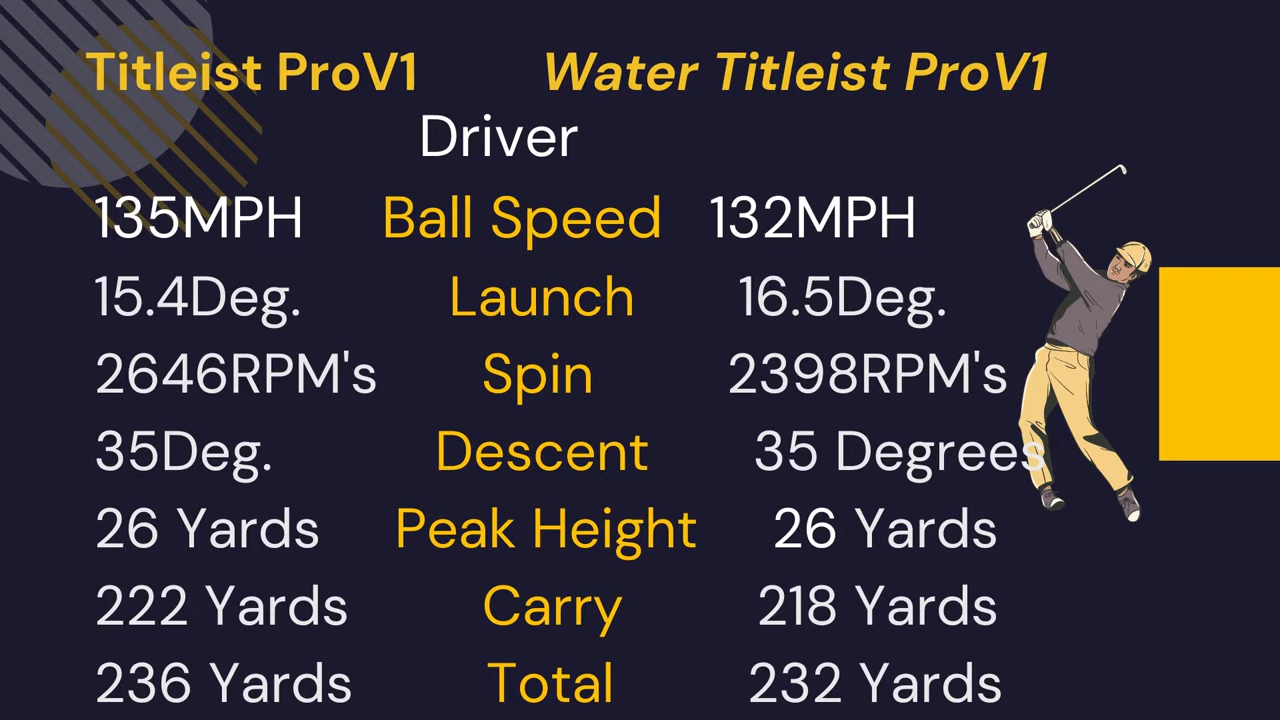 Titleist ProV1 Water Titleist ProV1
Driver
135MPH Ball Speed 132MPH
15.4Deg. Launch 16.5Deg.
2646RPM's Spin 2398RPM's
35Deg. Descent 35 Degrees
26 Yards Peak Height 26 Yards
222 Yards Carry 218 Yards
236 Yards Total 232 Yards